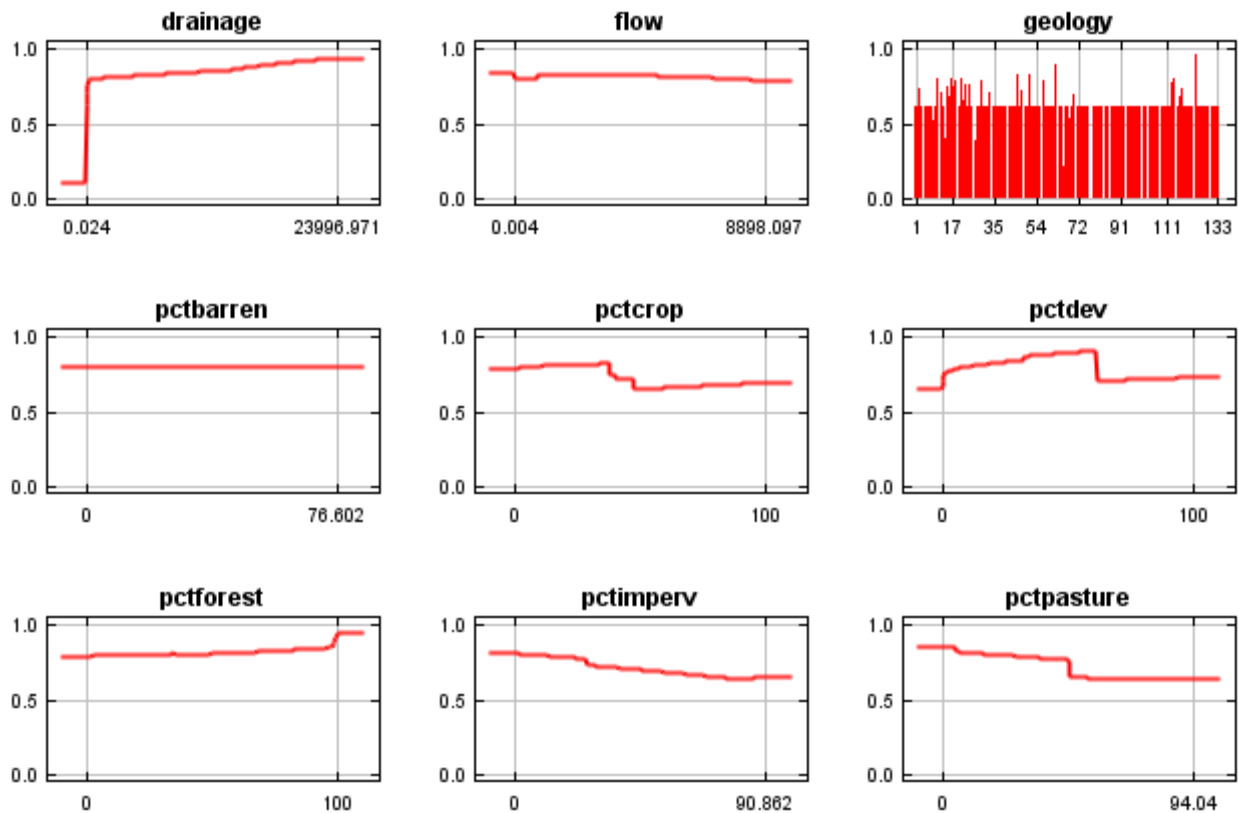 drainage flow geology
1.0 1.0 1.0
0.5 0.5 0.5
0.0 0.0 0.0
0.024 23996.971 0.004 8898.097 1 17 35 54 72 91 111 133
pctbarren pctcrop pctdev
1.0 1.0 1.0
0.5 0.5 0.5
0.0 0.0 0.0
0 76.602 0 100 0 100
pctforest pctimperv pctpasture
1.0 1.0 1.0
0.5 0.5 0.5
0.0 0.0 0.0
0 100 0 90.862 0 94.04